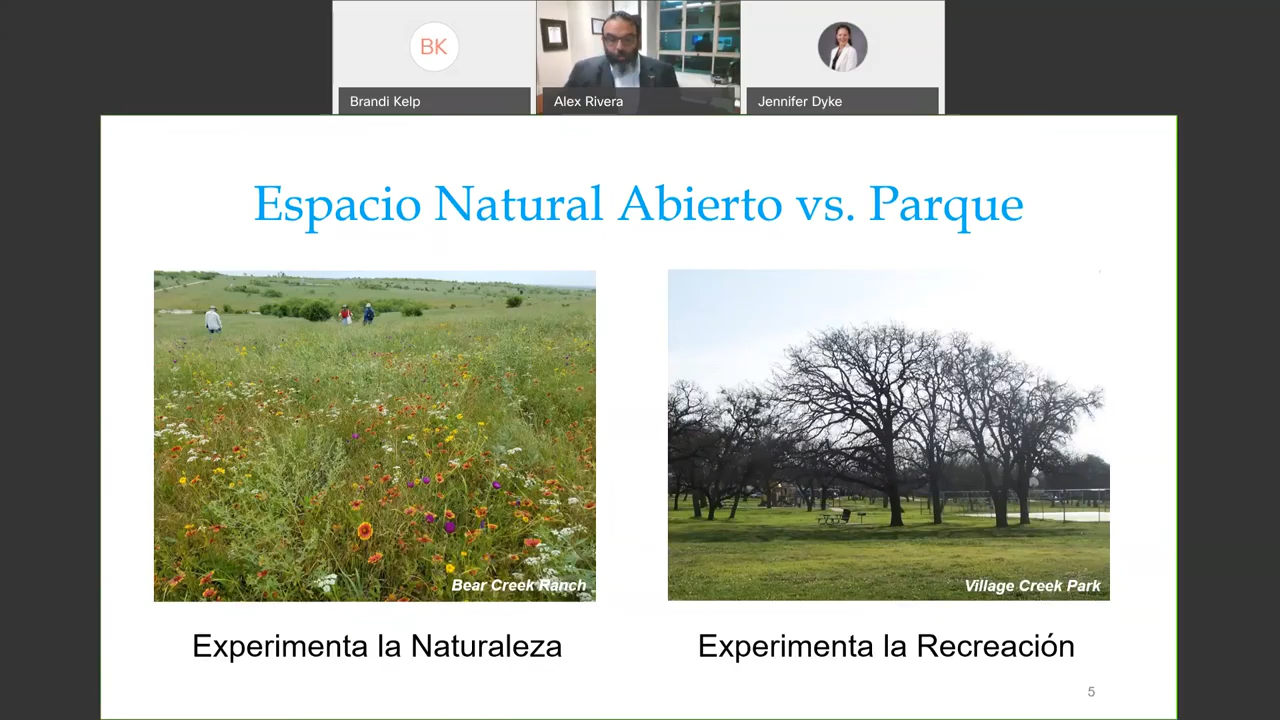 BK
Brandi Kelp
Alex Rivera
Jennifer Dyke
Espacio Natural Abierto vs. Parque
Bear Creek Ranch
Village Creek Park
Experimenta la Naturaleza
Experimenta la Recreación
5